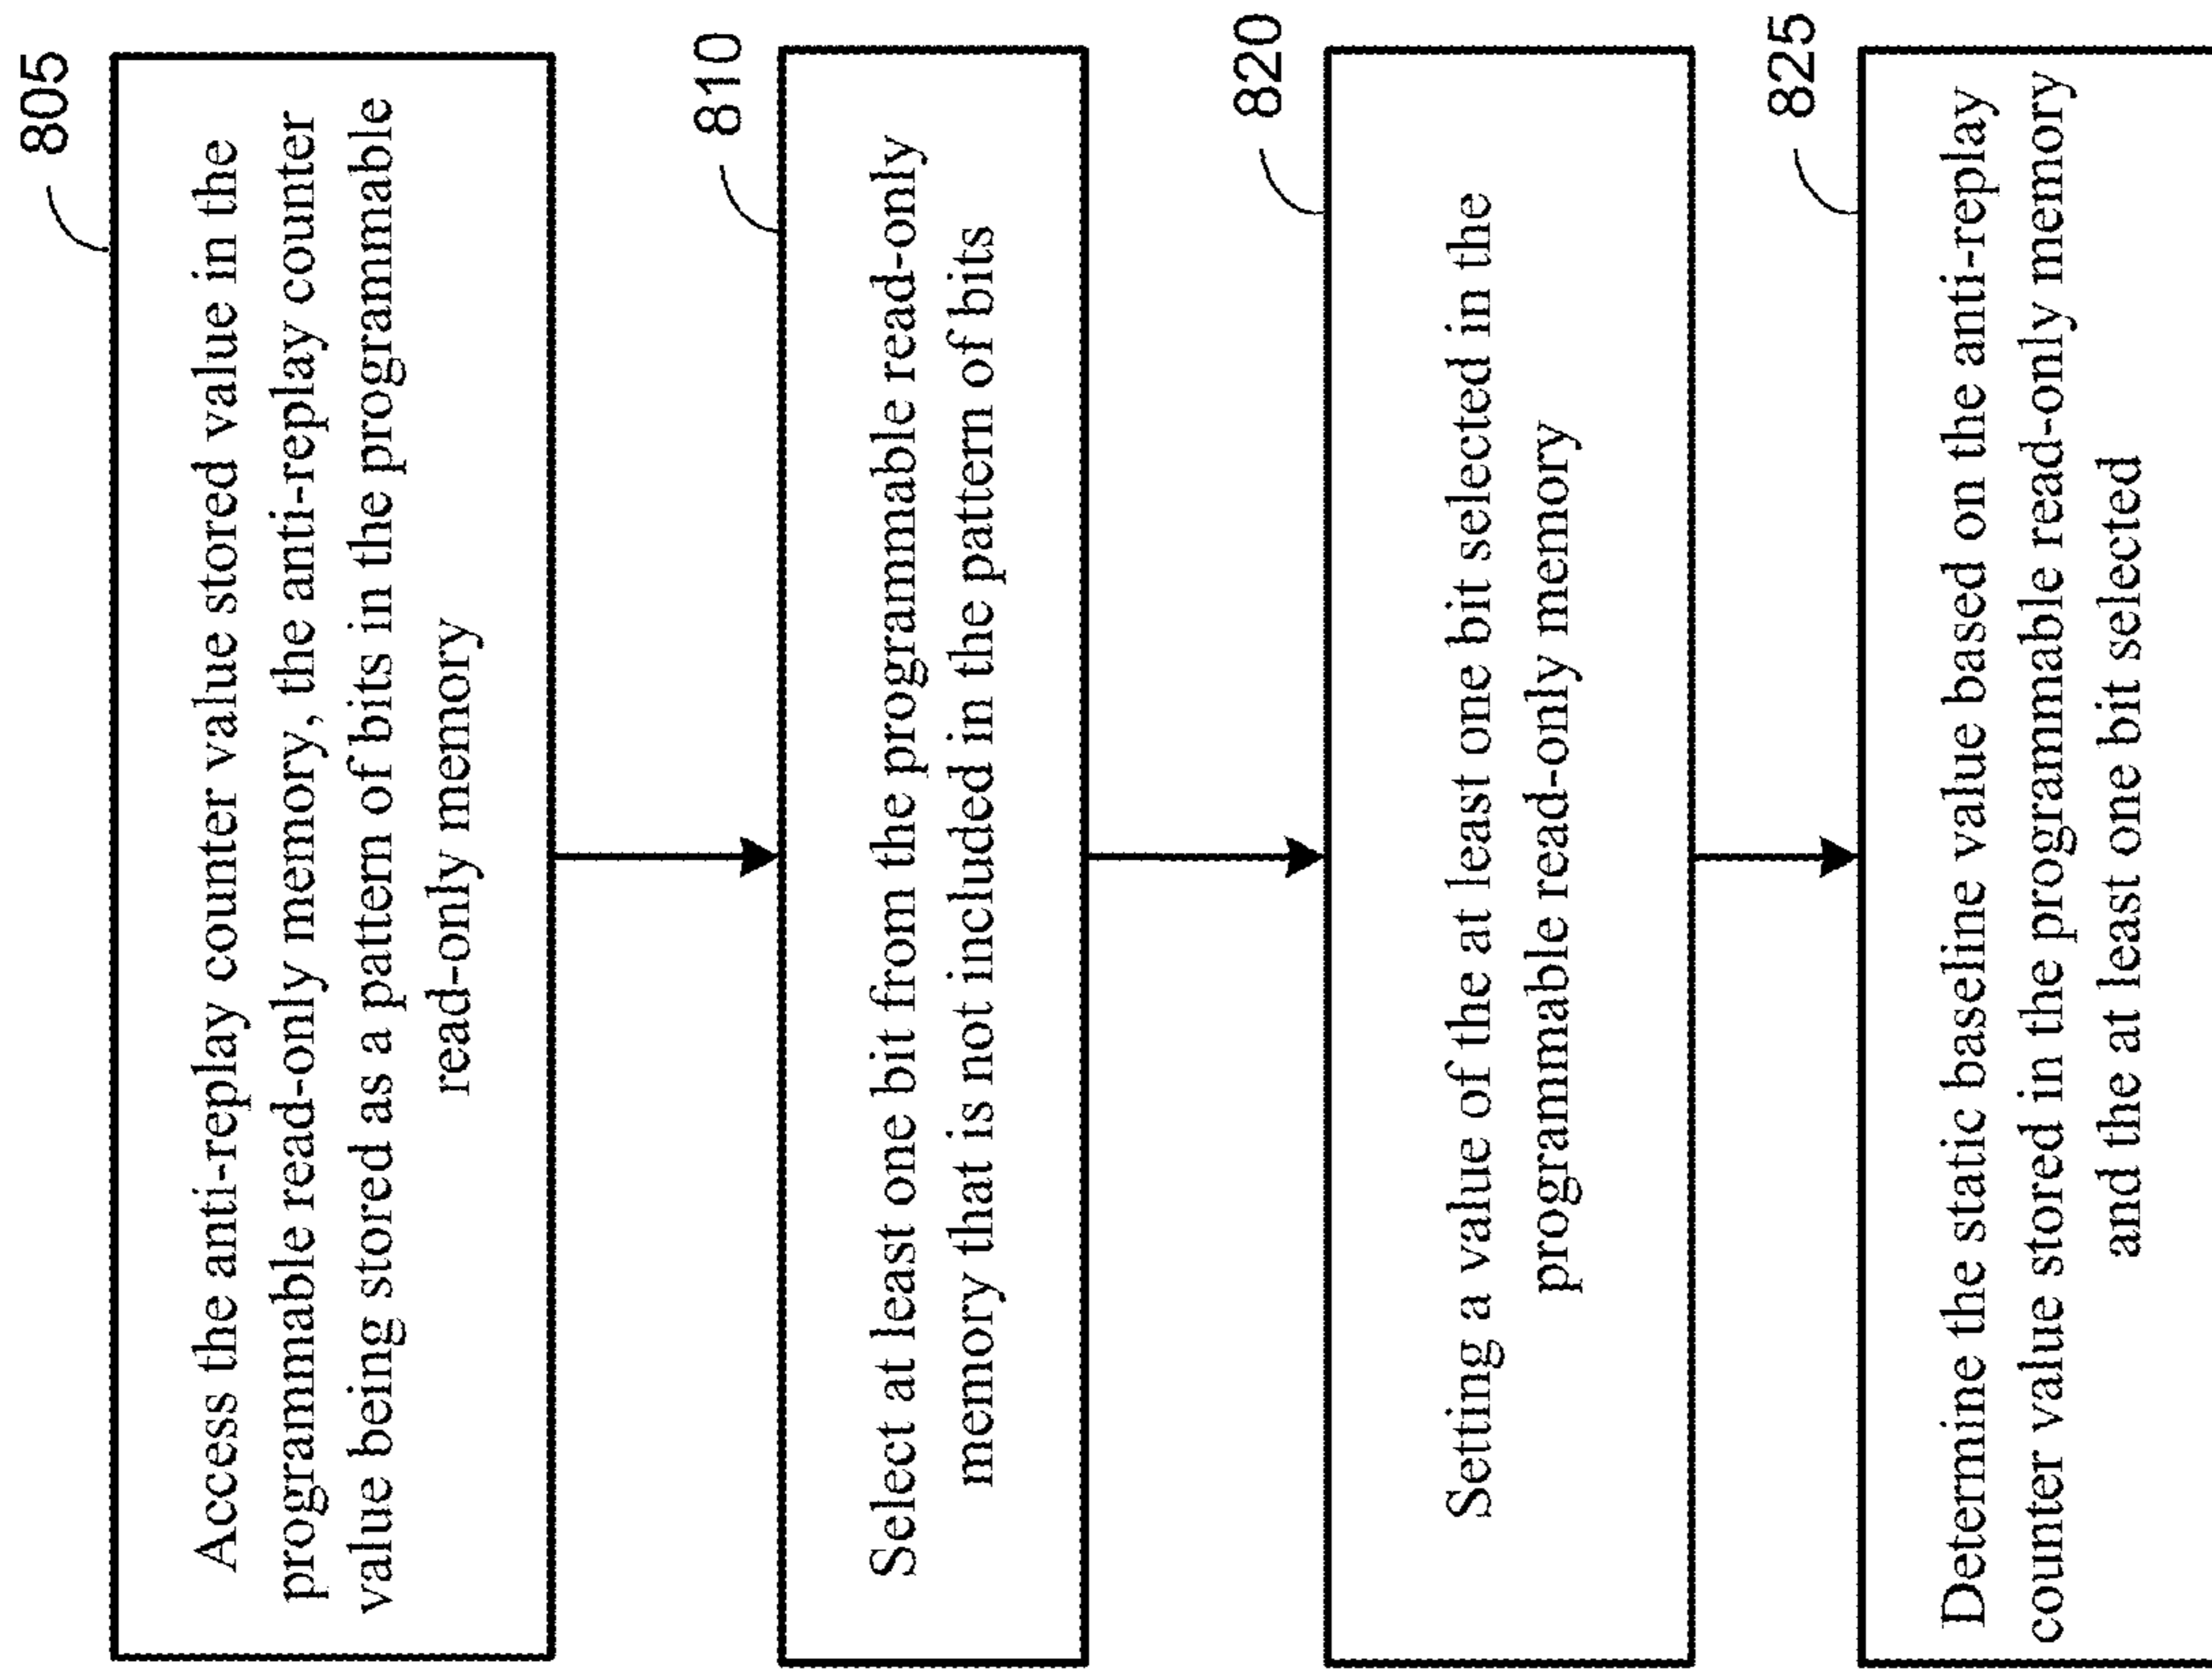 805
Access the anti-replay counter value stored value in the
programmable read-only memory, the anti-replay counter
value being stored as a pattern of bits in the programmable
read-only memory
810
Select at least one bit from the programmable read-only
memory that is not included in the pattern of bits
820
Setting a value of the at least one bit selected in the
programmable read-only memory
825
Determine the static baseline value based on the anti-replay
counter value stored in the programmable read-only memory
and the at least one bit selected